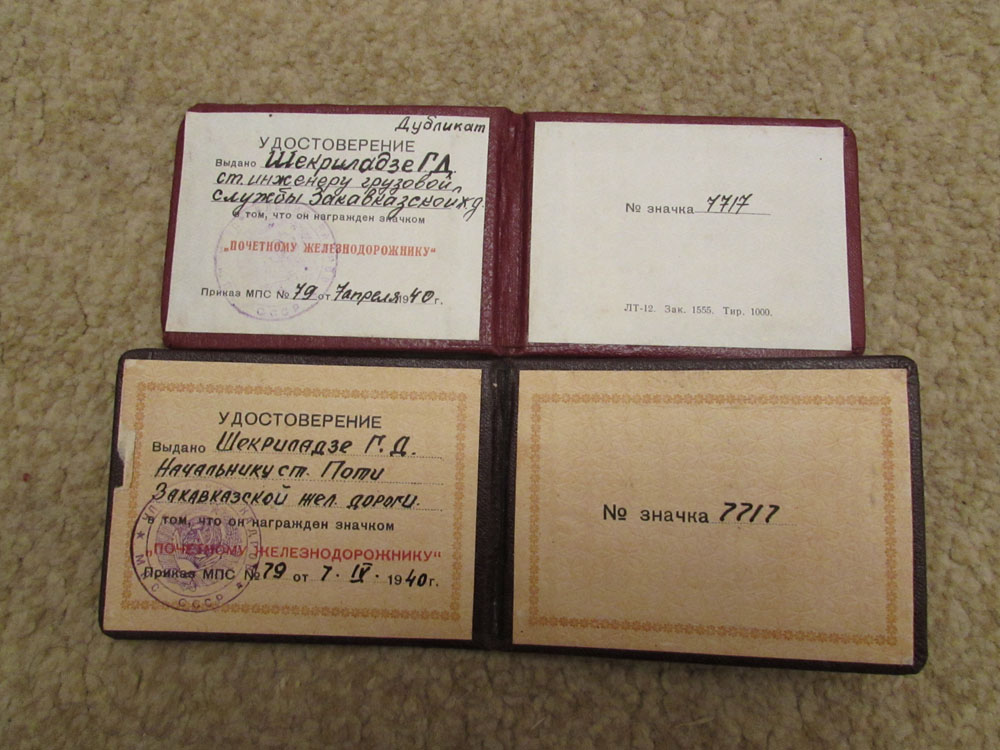 Дубликат
УДОСТОВЕРЕНИЕ
Выдано Шекриладзе Г.Д.
ст. инженеру грузовой
службы Закавказской ж.д.
в том, что он награжден значком
„ПОЧЕТНОМУ ЖЕЛЕЗНОДОРОЖНИКУ“
Приказ МПС № 79 от 7 апреля 1940 г.
СССР
№ значка 7717
ЛТ-12. Зак. 1555. Тир. 1000.
УДОСТОВЕРЕНИЕ
Выдано Шекриладзе Г. Д.
Начальнику ст. Поти
Закавказской жел. дороги.
в том, что он награжден значком
„ПОЧЕТНОМУ ЖЕЛЕЗНОДОРОЖНИКУ“
Приказ МПС № 79 от 7. IV. 1940 г.
МПС СССР
№ значка 7717